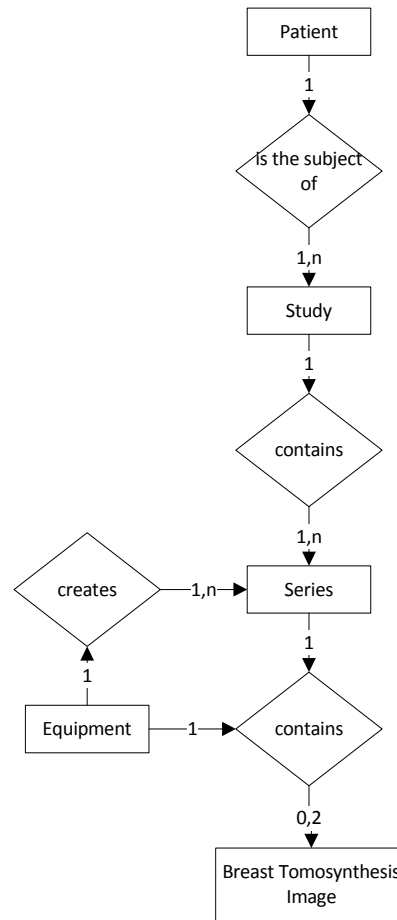 Patient
1
is the subject
of
1,n
Study
1
contains
1,n
creates
1,n
Series
1
1
Equipment
1
contains
0,2
Breast Tomosynthesis
Image